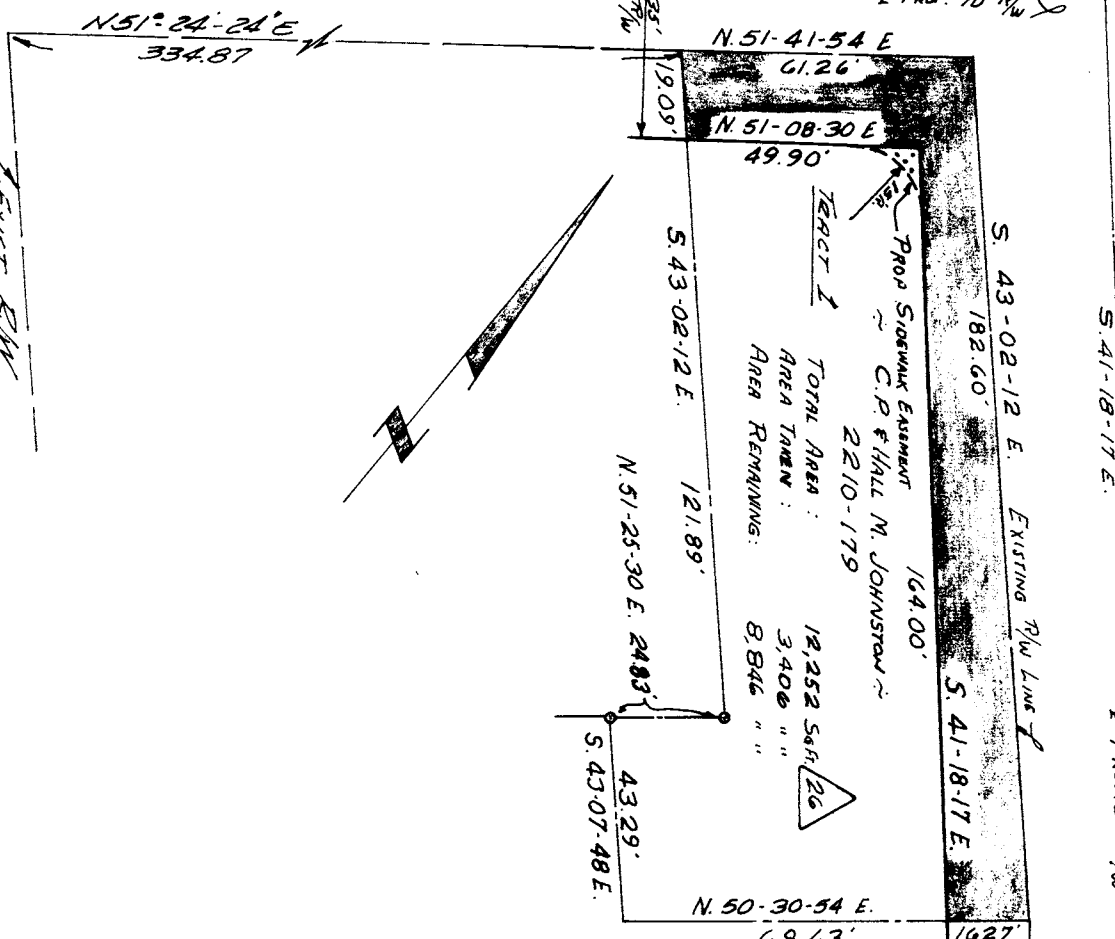 N51°-24'-24"E
334.87
EXIST. R/W
35'
R/W
19.09'
N. 51-41-54 E
61.26'
N. 51-08-30 E
49.90'
15R.
PROP SIDEWALK EASEMENT
~ C.P. & HALL M. JOHNSTON ~
2210-179
TRACT 1
TOTAL AREA : 12,252 SQ.FT.
AREA TAKEN : 3,406 " "
AREA REMAINING: 8,846 " "
26
164.00'
S. 43-02-12 E.
182.60'
EXISTING R/W LINE
S. 41-18-17 E.
S. 41-18-17 E.
S. 43-02-12 E. 121.89'
N. 51-25-30 E. 24.83'
43.29'
S. 43-07-48 E.
N. 50-30-54 E.
16.27'